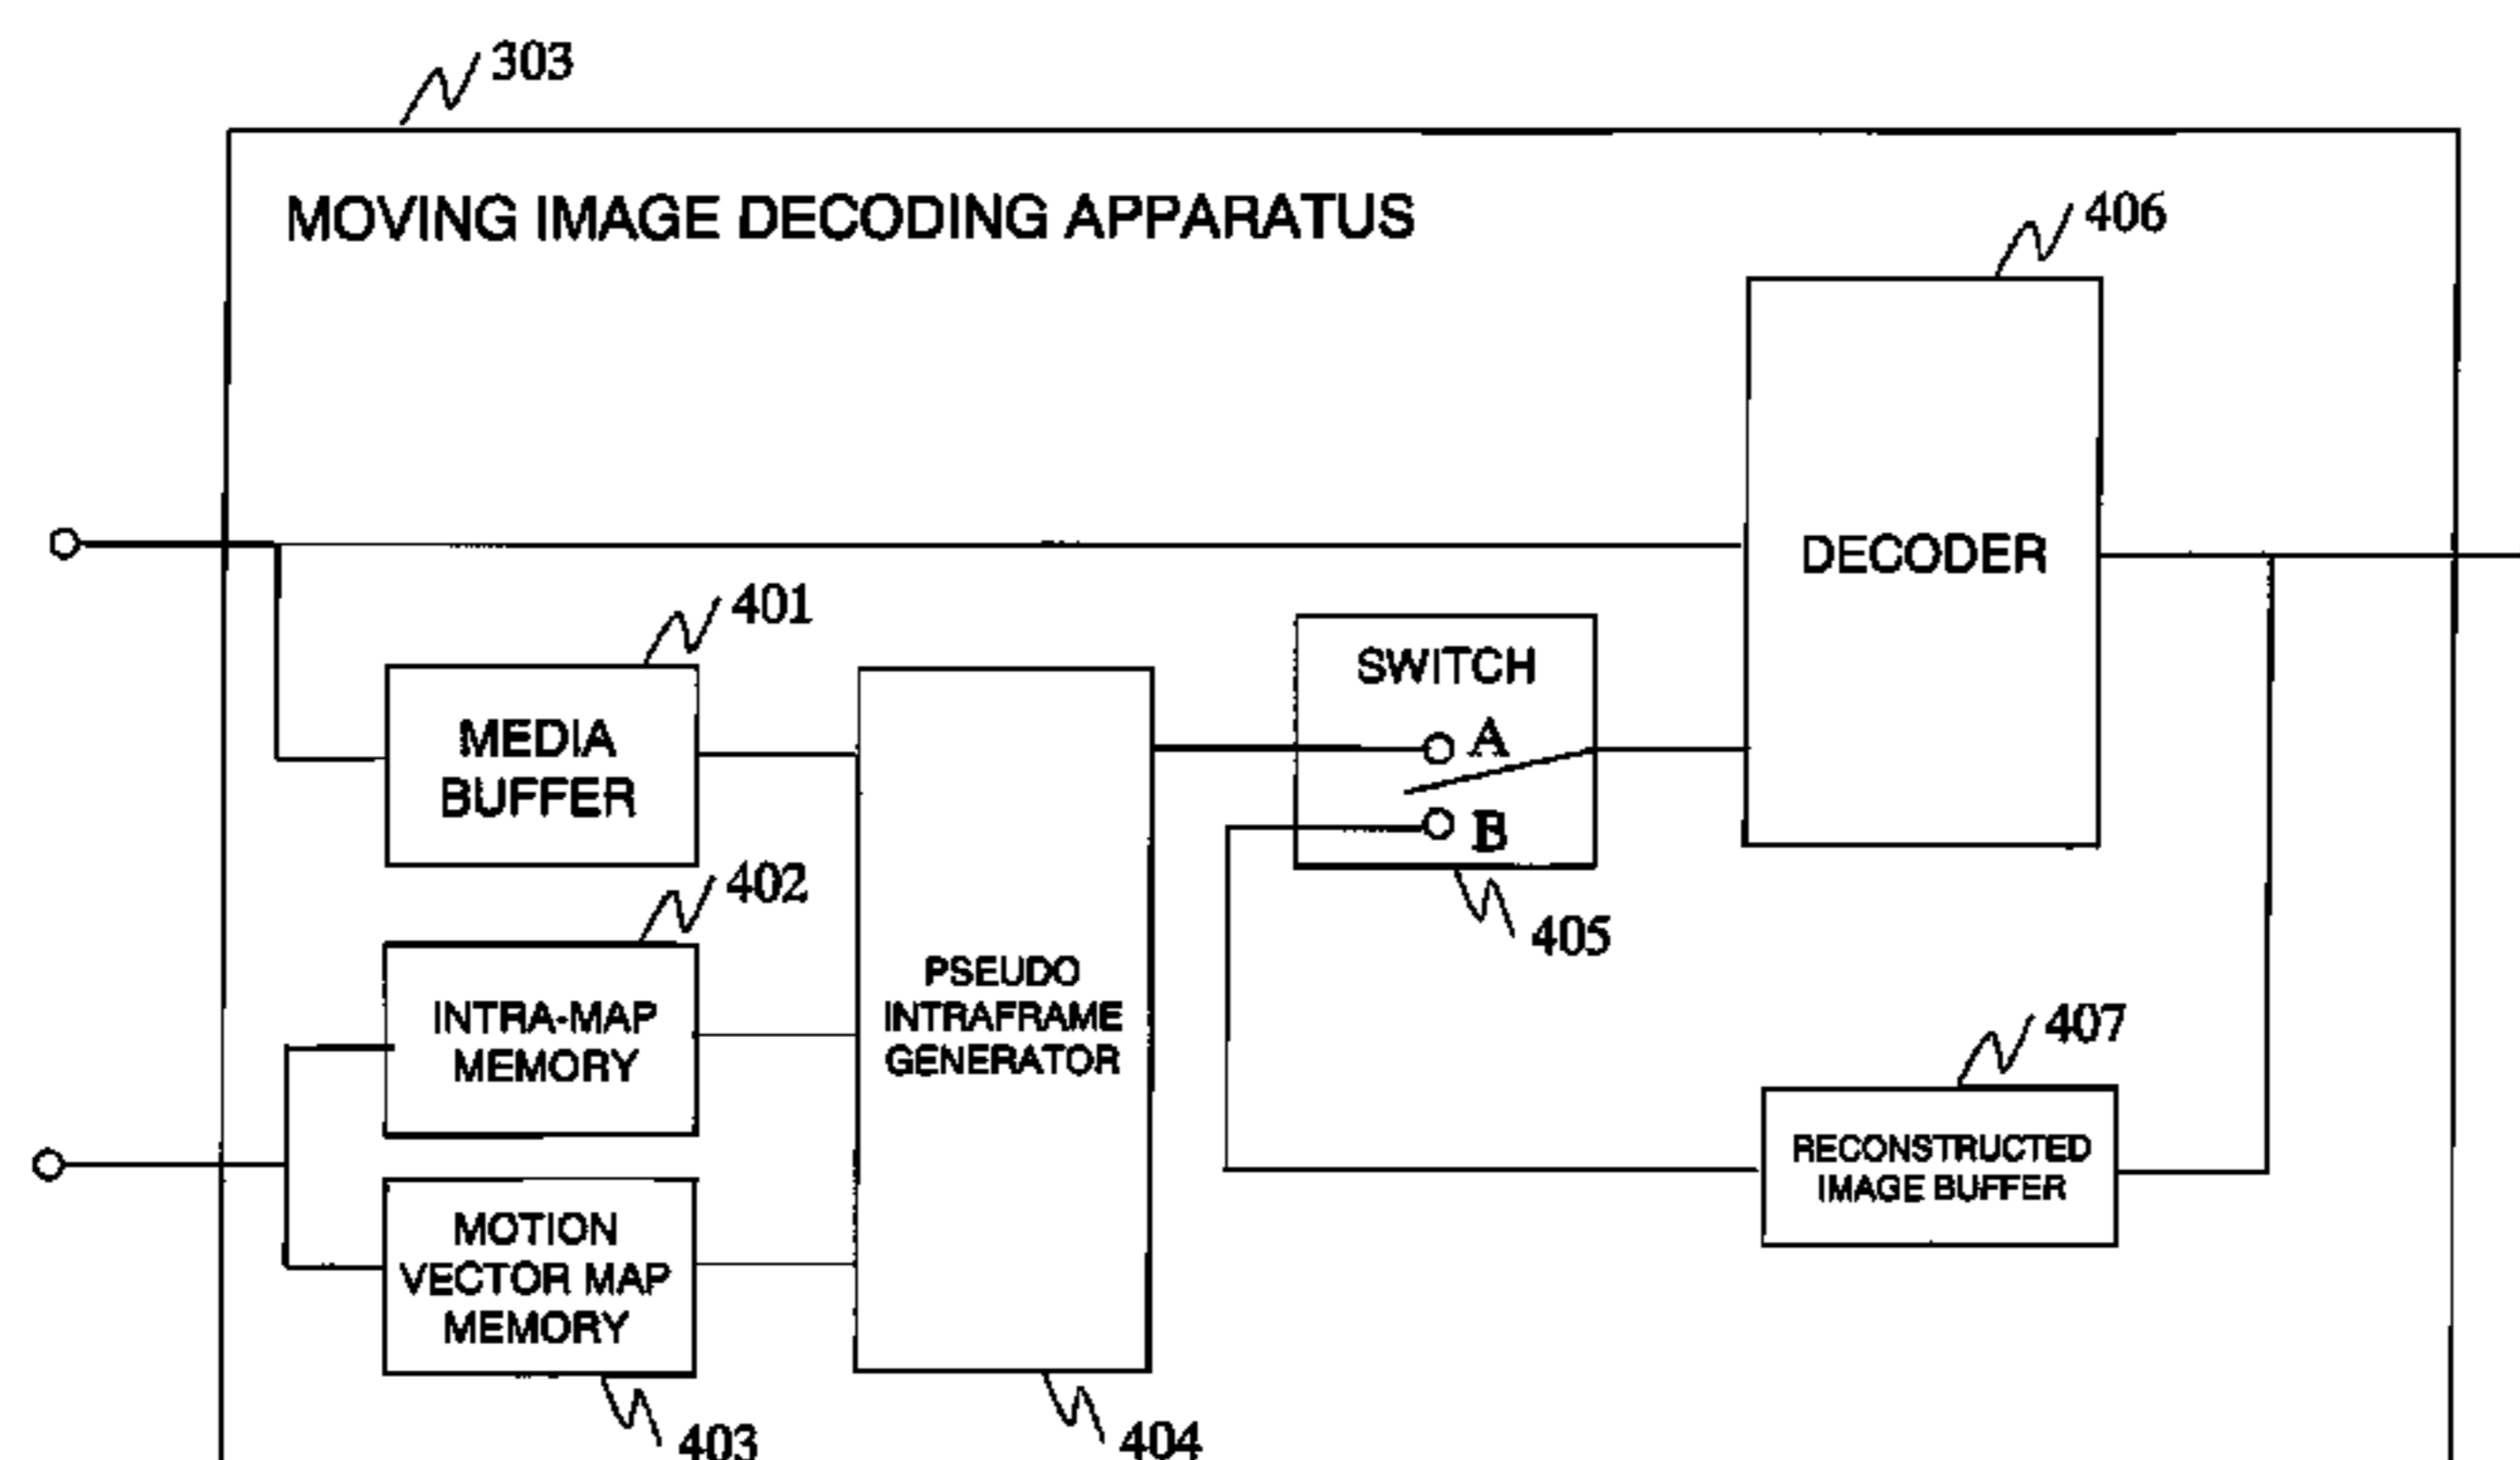 303
MOVING IMAGE DECODING APPARATUS
406
DECODER
401
MEDIA
BUFFER
SWITCH
A
B
405
402
INTRA-MAP
MEMORY
PSEUDO
INTRAFRAME
GENERATOR
407
RECONSTRUCTED
IMAGE BUFFER
MOTION
VECTOR MAP
MEMORY
403
404